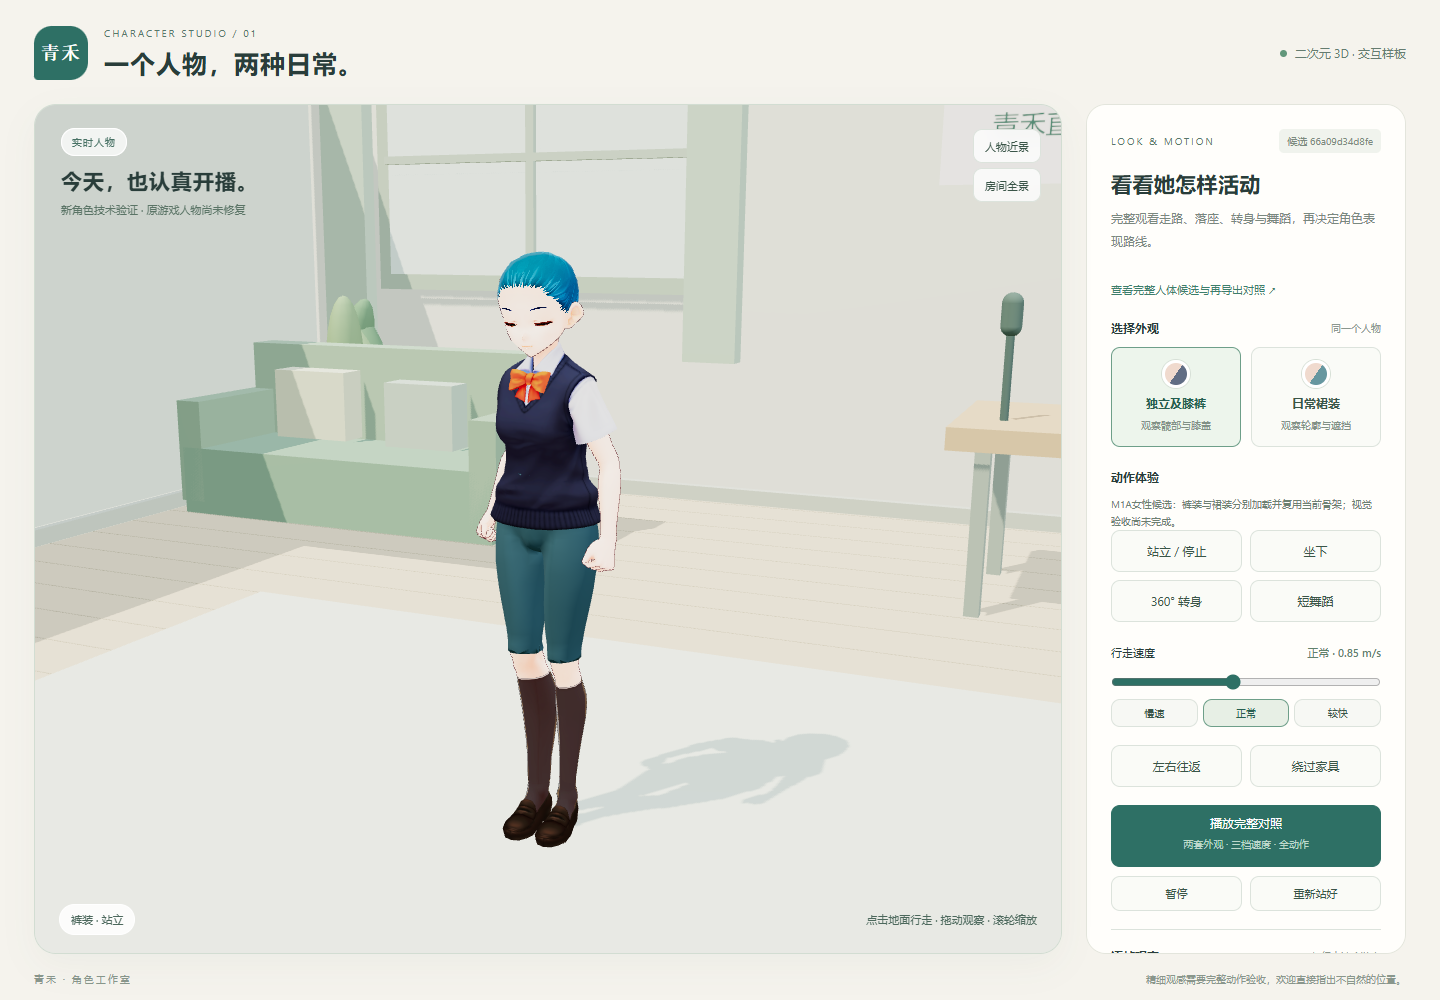 青禾
CHARACTER STUDIO / 01
一个人物，两种日常。
二次元 3D · 交互样板
实时人物
今天，也认真开播。
新角色技术验证 · 原游戏人物尚未修复
人物近景
房间全景
裤装 · 站立
点击地面行走 · 拖动观察 · 滚轮缩放
LOOK & MOTION
候选 66a09d34d8fe
看看她怎样活动
完整观看走路、落座、转身与舞蹈，再决定角色表
现路线。
查看完整人体候选与再导出对照 ↗
选择外观
同一个人物
独立及膝裤
观察髋部与膝盖
日常裙装
观察轮廓与遮挡
动作体验
M1A女性候选：裤装与裙装分别加载并复用当前骨架；视觉
验收尚未完成。
站立 / 停止
坐下
360° 转身
短舞蹈
行走速度
正常 · 0.85 m/s
慢速
正常
较快
左右往返
绕过家具
播放完整对照
两套外观 · 三档速度 · 全动作
暂停
重新站好
青禾 · 角色工作室
精细观感需要完整动作验收，欢迎直接指出不自然的位置。